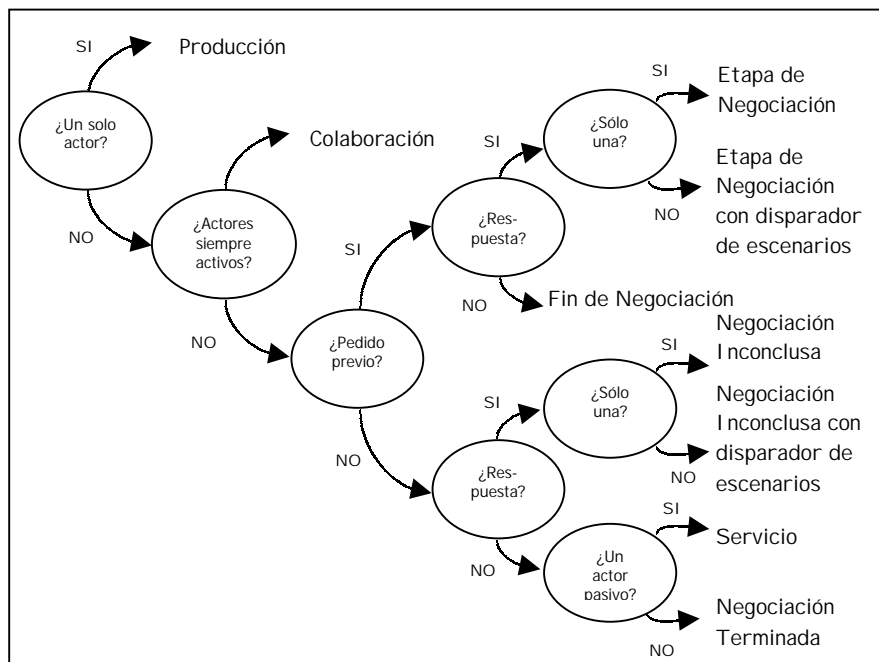 SI
Producción
¿Un solo
actor?
NO
Colaboración
¿Actores
siempre
activos?
NO
SI
¿Pedido
previo?
NO
SI
¿Res-
puesta?
NO
Fin de Negociación
SI
¿Sólo
una?
NO
Etapa de
Negociación
Etapa de
Negociación
con disparador
de escenarios
SI
¿Res-
puesta?
NO
SI
¿Sólo
una?
NO
Negociación
Inconclusa
Negociación
Inconclusa con
disparador de
escenarios
SI
¿Un
actor
pasivo?
NO
Servicio
Negociación
Terminada